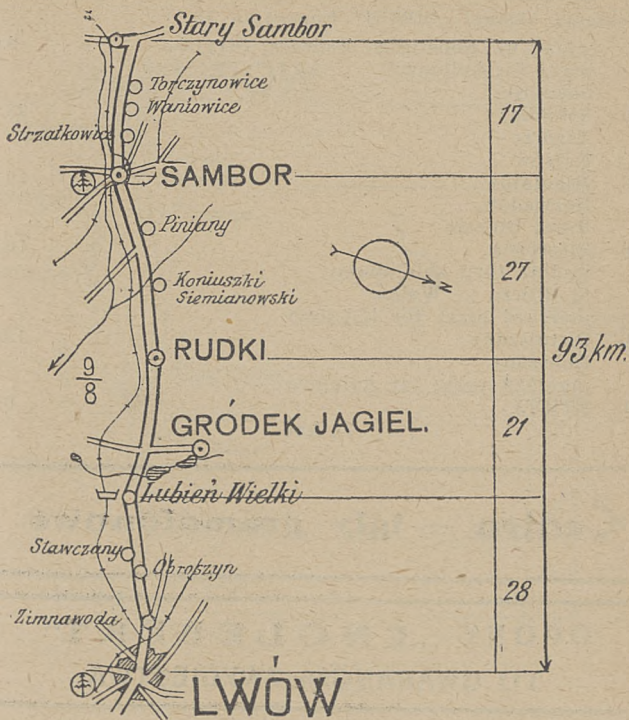 Stary Sambor
Torczynowice
Waniowice
Strzałkowice
17
SAMBOR
Piniany
Koniuszki
Siemianowski
N
27
RUDKI
93 km.
9
8
GRÓDEK JAGIEL.
21
Lubień Wielki
Stawczany
Obroszyn
28
Zimnawoda
LWÓW